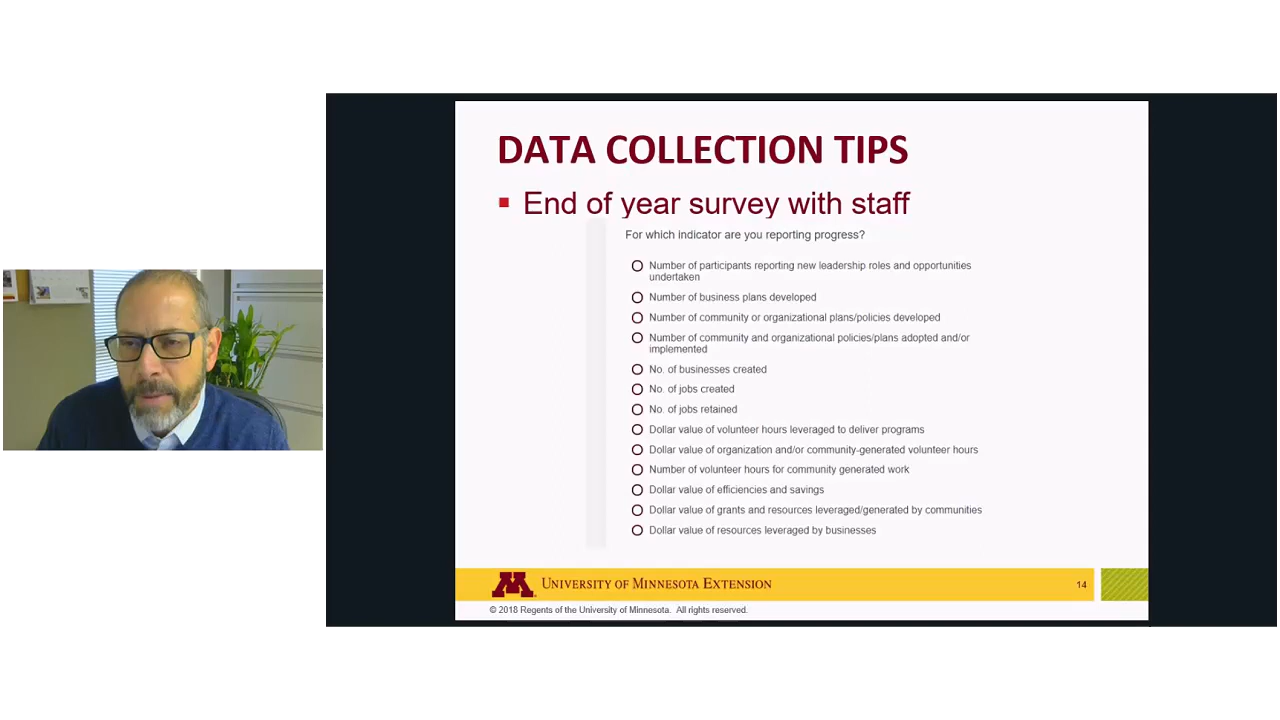 DATA COLLECTION TIPS
▪ End of year survey with staff
For which indicator are you reporting progress?
Number of participants reporting new leadership roles and opportunities
undertaken
Number of business plans developed
Number of community or organizational plans/policies developed
Number of community and organizational policies/plans adopted and/or
implemented
No. of businesses created
No. of jobs created
No. of jobs retained
Dollar value of volunteer hours leveraged to deliver programs
Dollar value of organization and/or community-generated volunteer hours
Number of volunteer hours for community generated work
Dollar value of efficiencies and savings
Dollar value of grants and resources leveraged/generated by communities
Dollar value of resources leveraged by businesses
M UNIVERSITY OF MINNESOTA EXTENSION 14
© 2018 Regents of the University of Minnesota. All rights reserved.